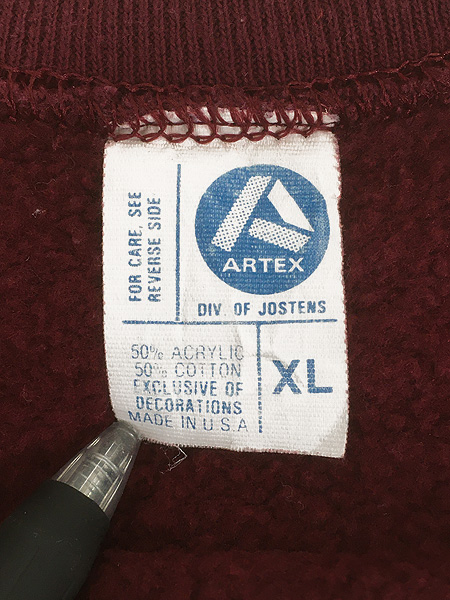 FOR CARE, SEE
REVERSE SIDE
ARTEX
DIV. OF JOSTENS
50% ACRYLIC
50% COTTON
EXCLUSIVE OF
DECORATIONS
MADE IN U.S.A
XL